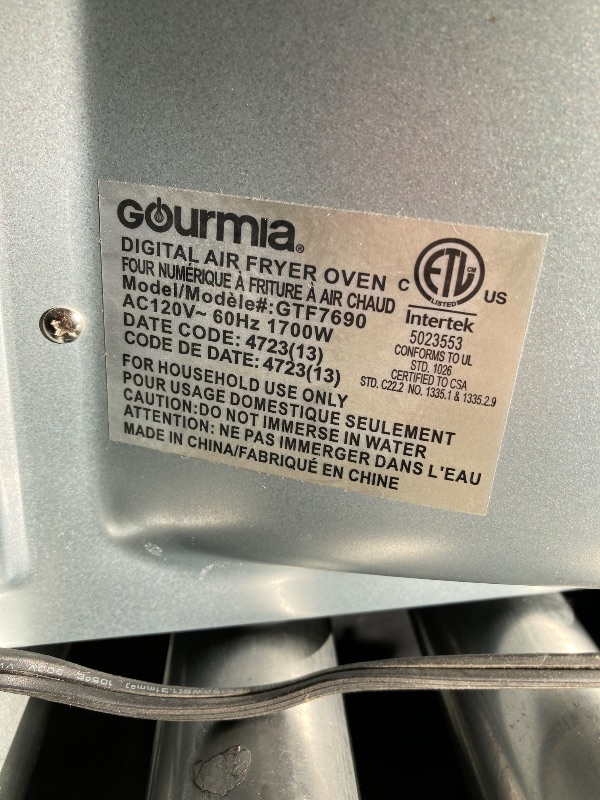 Gourmia®
DIGITAL AIR FRYER OVEN
FOUR NUMÉRIQUE À FRITURE À AIR CHAUD
Model/Modèle#:GTF7690
AC120V~ 60Hz 1700W
DATE CODE: 4723(13)
CODE DE DATE: 4723(13)
FOR HOUSEHOLD USE ONLY
POUR USAGE DOMESTIQUE SEULEMENT
CAUTION:DO NOT IMMERSE IN WATER
ATTENTION: NE PAS IMMERGER DANS L'EAU
MADE IN CHINA/FABRIQUÉ EN CHINE
C ETL CM US
LISTED
Intertek
5023553
CONFORMS TO UL
STD. 1026
CERTIFIED TO CSA
STD. C22.2 NO. 1335.1 & 1335.2.9
300V 105ºC